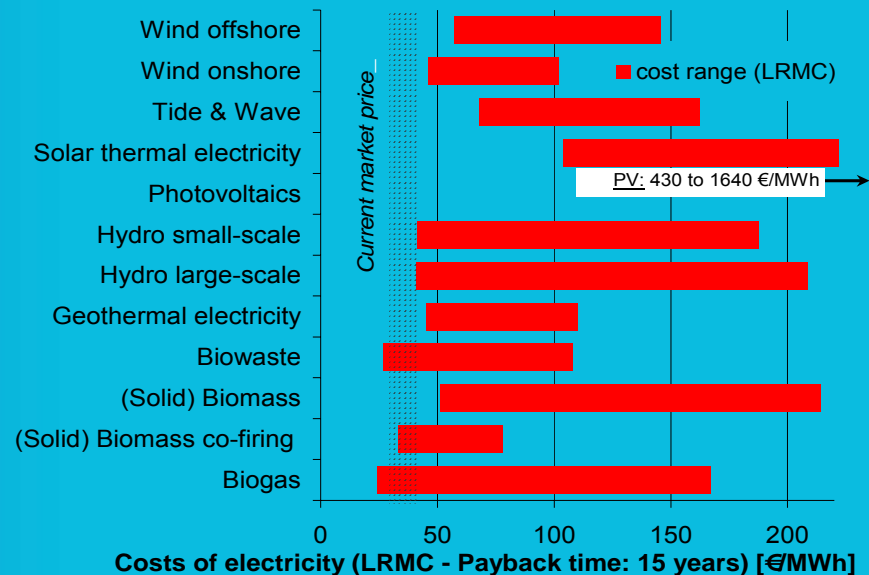 Wind offshore
Wind onshore
Tide & Wave
Solar thermal electricity
Photovoltaics
Hydro small-scale
Hydro large-scale
Geothermal electricity
Biowaste
(Solid) Biomass
(Solid) Biomass co-firing
Biogas
Current market price
cost range (LRMC)
PV: 430 to 1640 €/MWh
0 50 100 150 200
Costs of electricity (LRMC - Payback time: 15 years) [€/MWh]